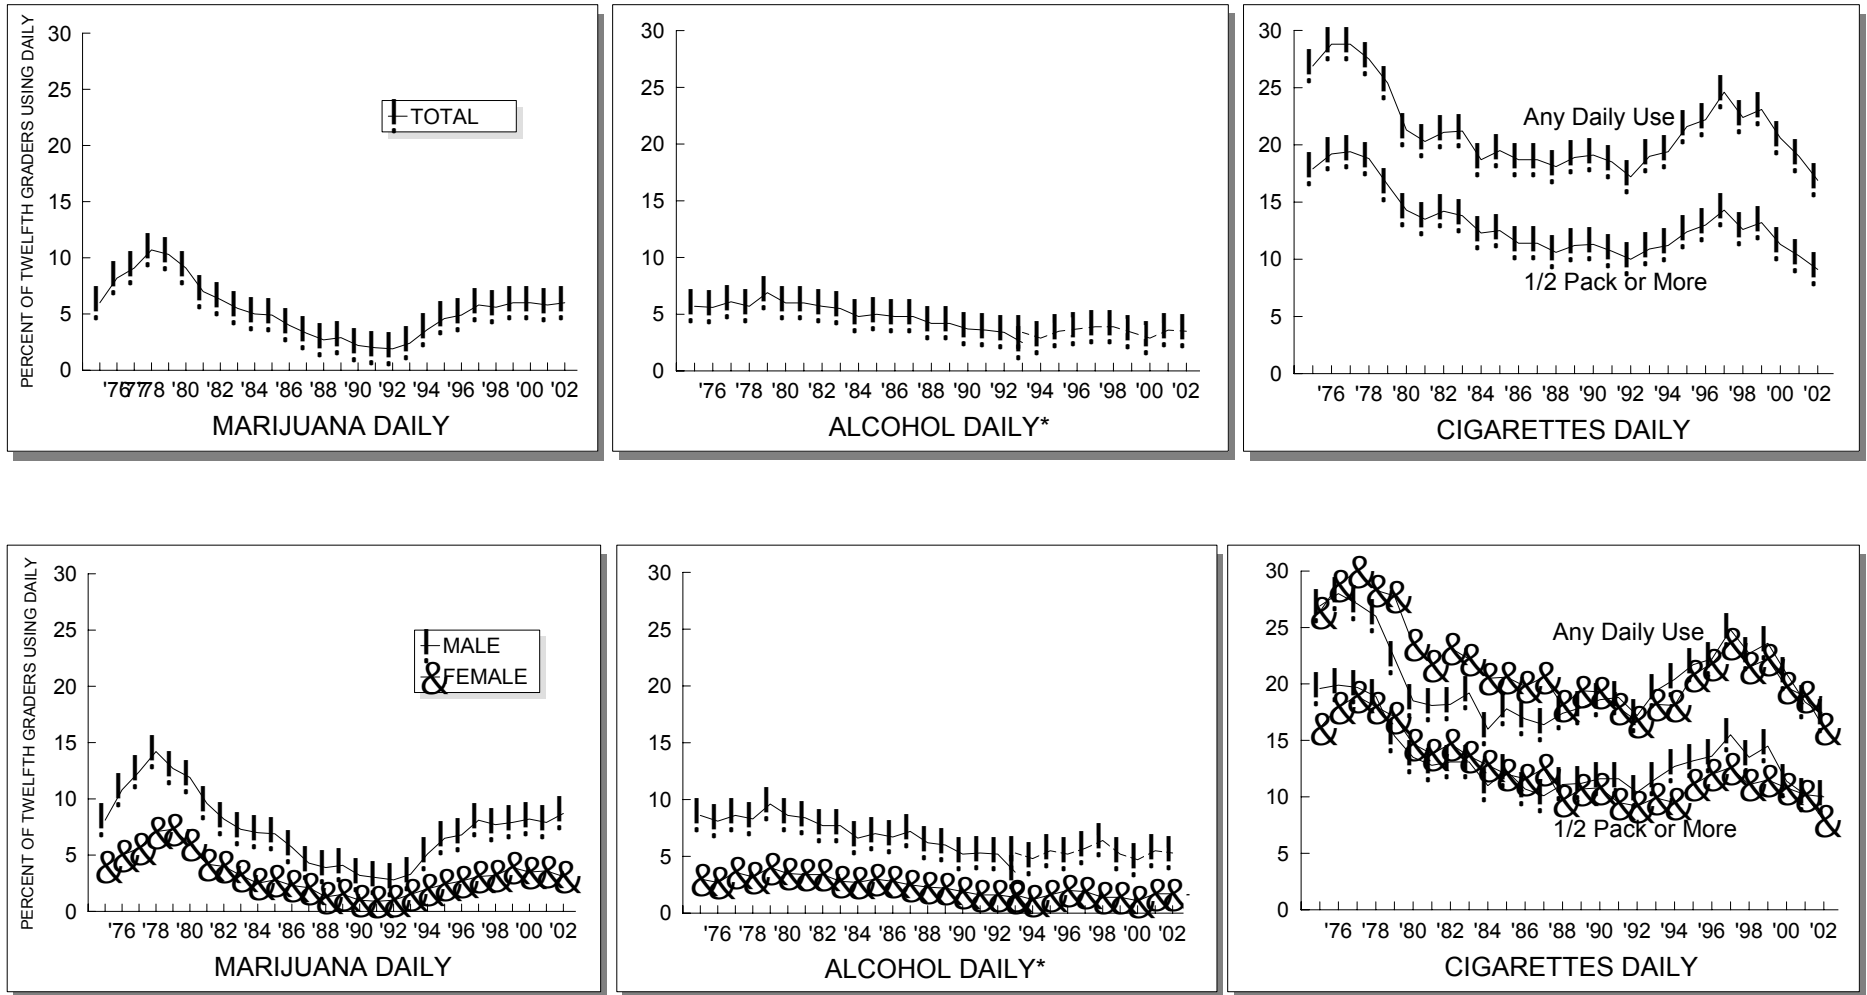 PERCENT OF TWELFTH GRADERS USING DAILY
30
25
20
15
10
5
0
TOTAL
'76 '77 '78 '80 '82 '84 '86 '88 '90 '92 '94 '96 '98 '00 '02
MARIJUANA DAILY
30
25
20
15
10
5
0
'76 '78 '80 '82 '84 '86 '88 '90 '92 '94 '96 '98 '00 '02
ALCOHOL DAILY*
30
25
20
15
10
5
0
Any Daily Use
1/2 Pack or More
'76 '78 '80 '82 '84 '86 '88 '90 '92 '94 '96 '98 '00 '02
CIGARETTES DAILY
PERCENT OF TWELFTH GRADERS USING DAILY
30
25
20
15
10
5
0
MALE
& FEMALE
'76 '78 '80 '82 '84 '86 '88 '90 '92 '94 '96 '98 '00 '02
MARIJUANA DAILY
30
25
20
15
10
5
0
'76 '78 '80 '82 '84 '86 '88 '90 '92 '94 '96 '98 '00 '02
ALCOHOL DAILY*
30
25
20
15
10
5
0
Any Daily Use
1/2 Pack or More
'76 '78 '80 '82 '84 '86 '88 '90 '92 '94 '96 '98 '00 '02
CIGARETTES DAILY